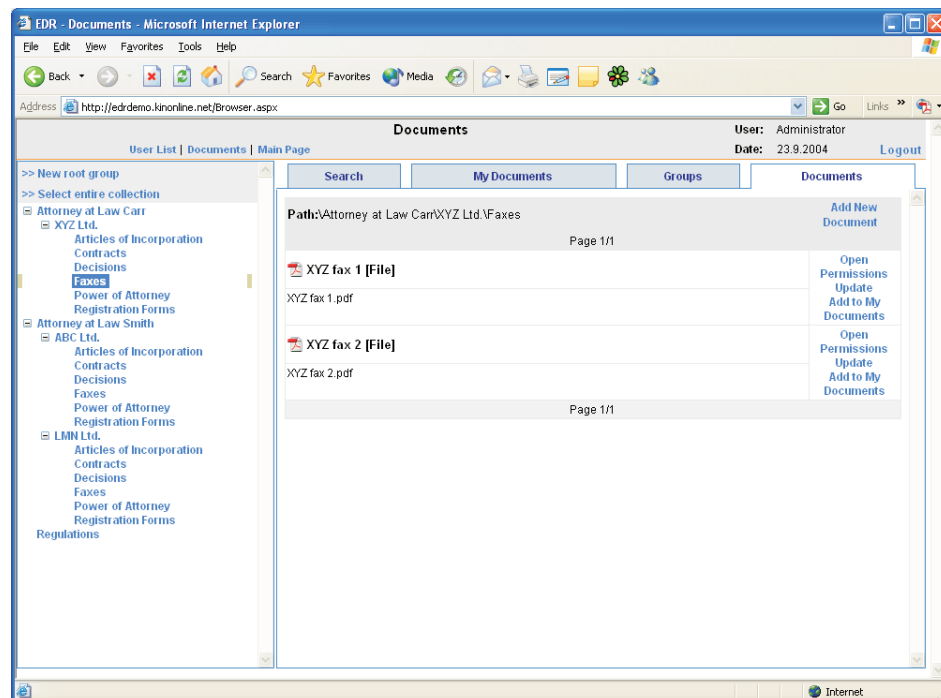 EDR - Documents - Microsoft Internet Explorer
File Edit View Favorites Tools Help
Back Search Favorites Media
Address http://edrdemo.kinonline.net/Browser.aspx Go Links »
Documents User: Administrator
User List | Documents | Main Page Date: 23.9.2004 Logout
>> New root group
>> Select entire collection
Attorney at Law Carr
XYZ Ltd.
Articles of Incorporation
Contracts
Decisions
Faxes
Power of Attorney
Registration Forms
Attorney at Law Smith
ABC Ltd.
Articles of Incorporation
Contracts
Decisions
Faxes
Power of Attorney
Registration Forms
LMN Ltd.
Articles of Incorporation
Contracts
Decisions
Faxes
Power of Attorney
Registration Forms
Regulations
Search My Documents Groups Documents
Path:\Attorney at Law Carr\XYZ Ltd.\Faxes
Add New
Document
Page 1/1
XYZ fax 1 [File]
XYZ fax 1.pdf
Open
Permissions
Update
Add to My
Documents
XYZ fax 2 [File]
XYZ fax 2.pdf
Open
Permissions
Update
Add to My
Documents
Page 1/1
Internet